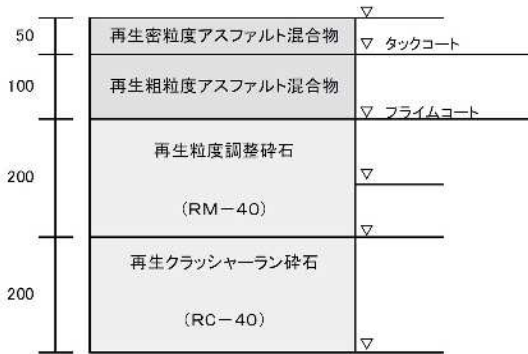 50
再生密粒度アスファルト混合物
▽
▽ タックコート
100
再生粗粒度アスファルト混合物
▽ フライムコート
200
再生粒度調整砕石
(RM-40)
▽
▽
200
再生クラッシャーラン砕石
(RC-40)
▽